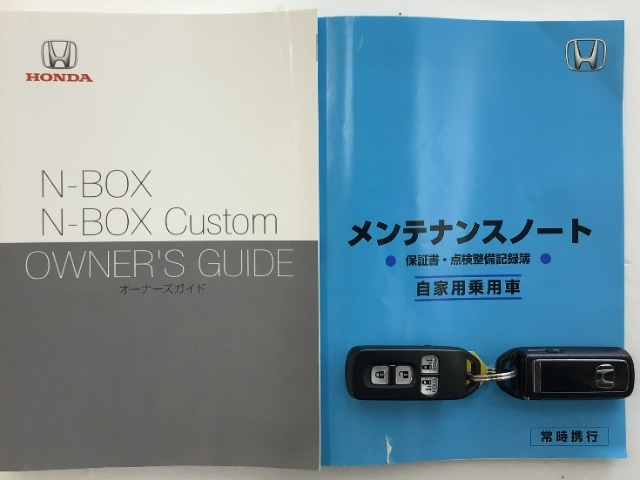 HONDA
N-BOX
N-BOX Custom
OWNER'S GUIDE
オーナーズガイド
メンテナンスノート
保証書・点検整備記録簿
自家用乗用車
常時携行